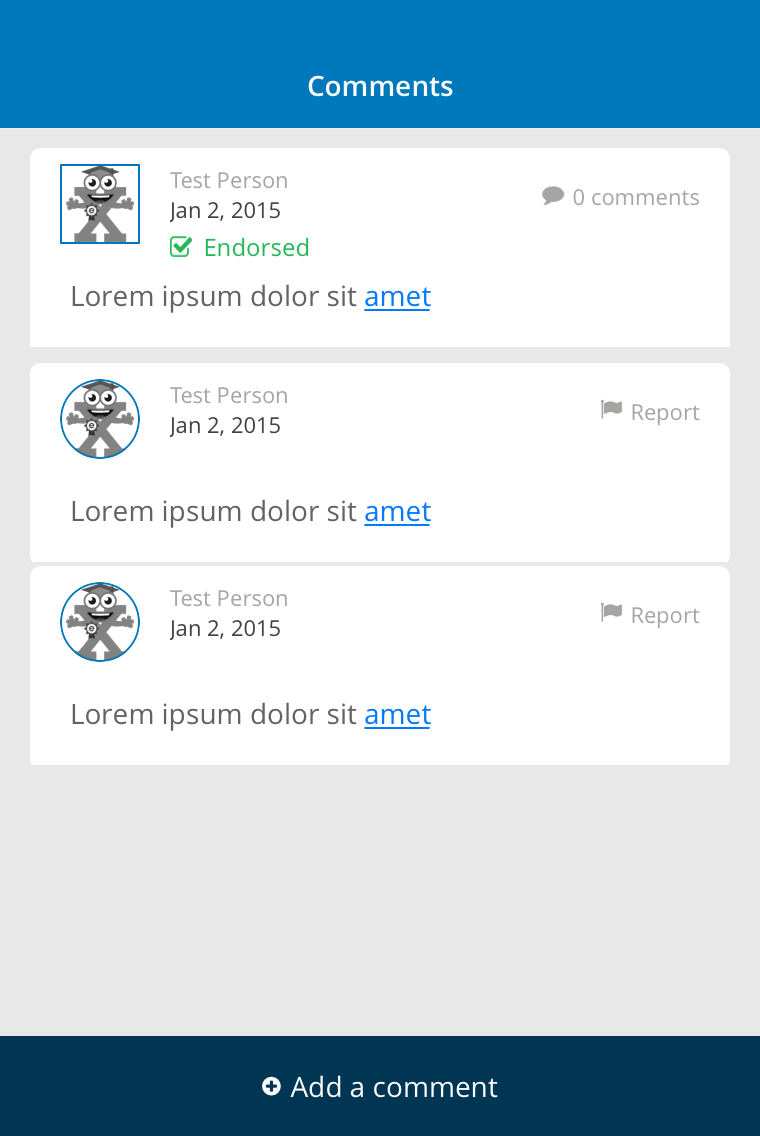 Comments
Test Person
Jan 2, 2015
0 comments
Endorsed
Lorem ipsum dolor sit amet
Test Person
Jan 2, 2015
Report
Lorem ipsum dolor sit amet
Test Person
Jan 2, 2015
Report
Lorem ipsum dolor sit amet
Add a comment